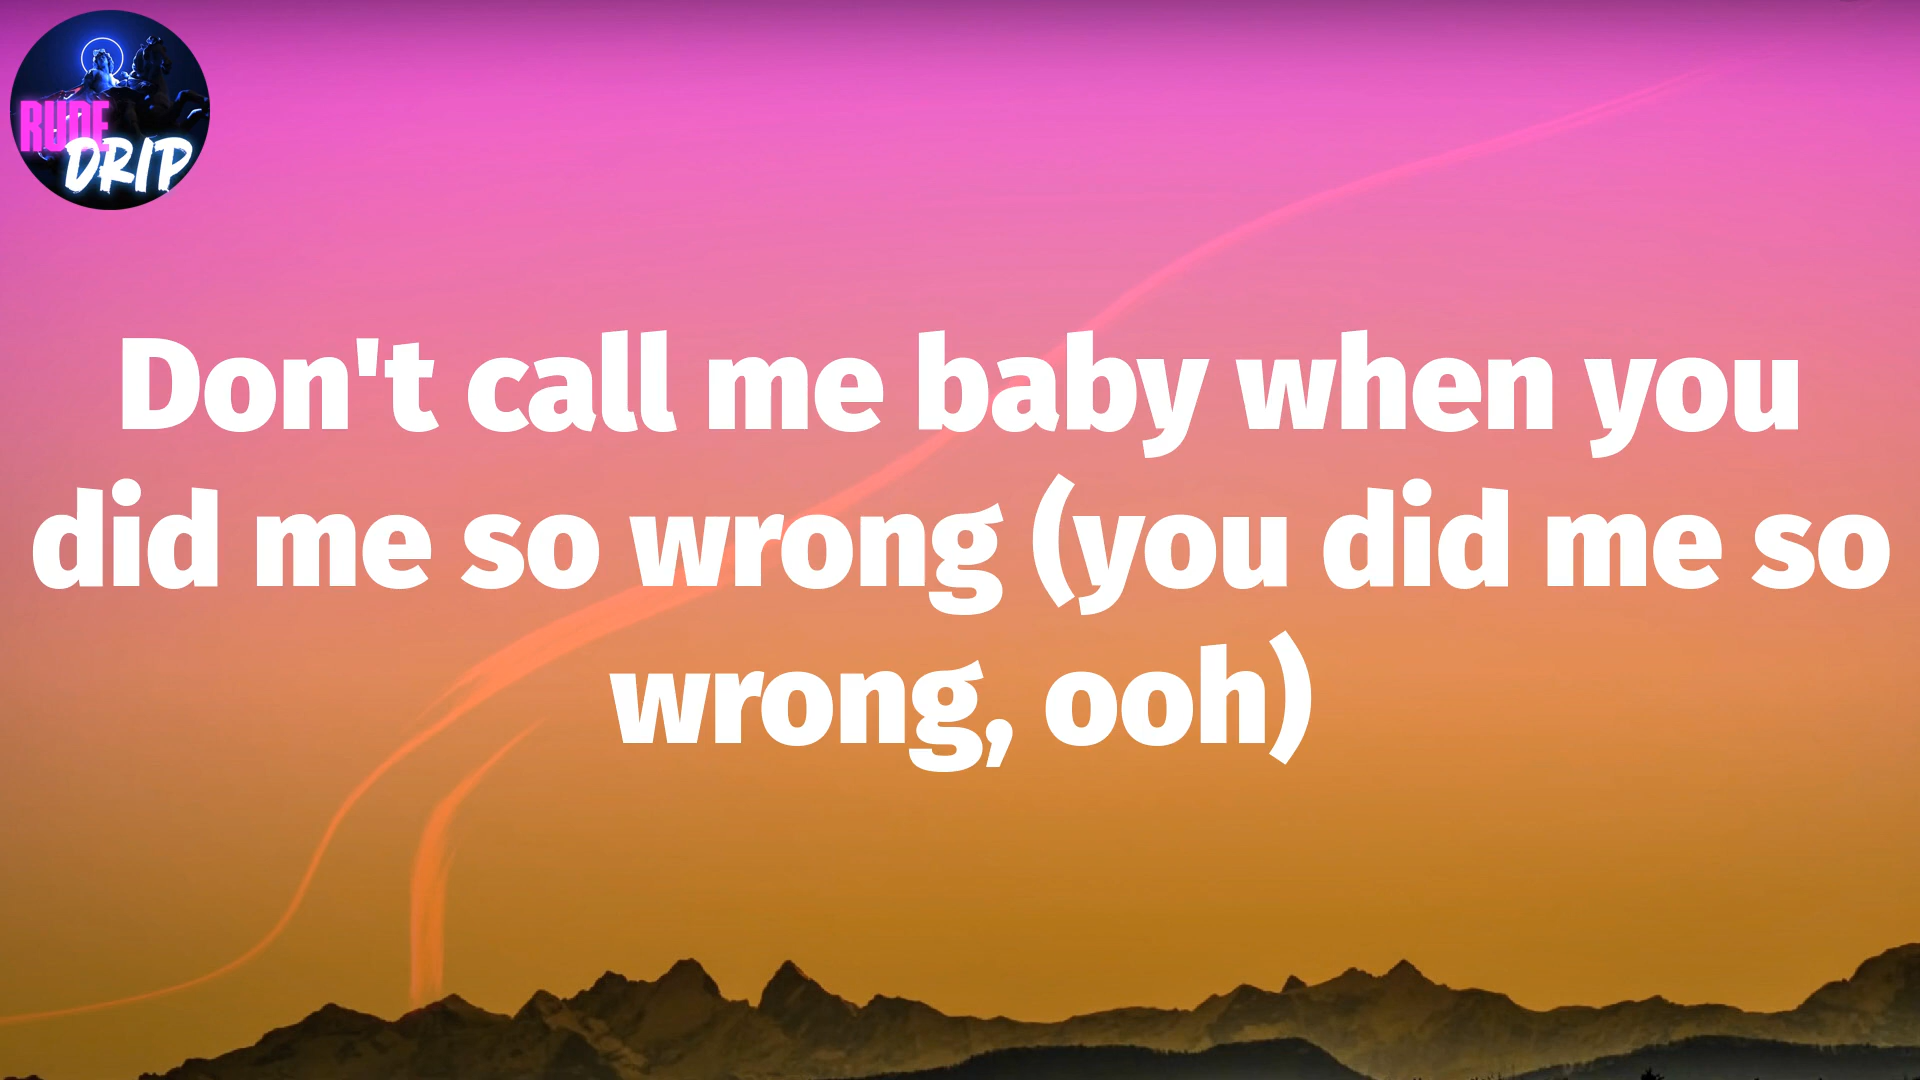 RUDE
DRIP
Don't call me baby when you
did me so wrong (you did me so
wrong, ooh)